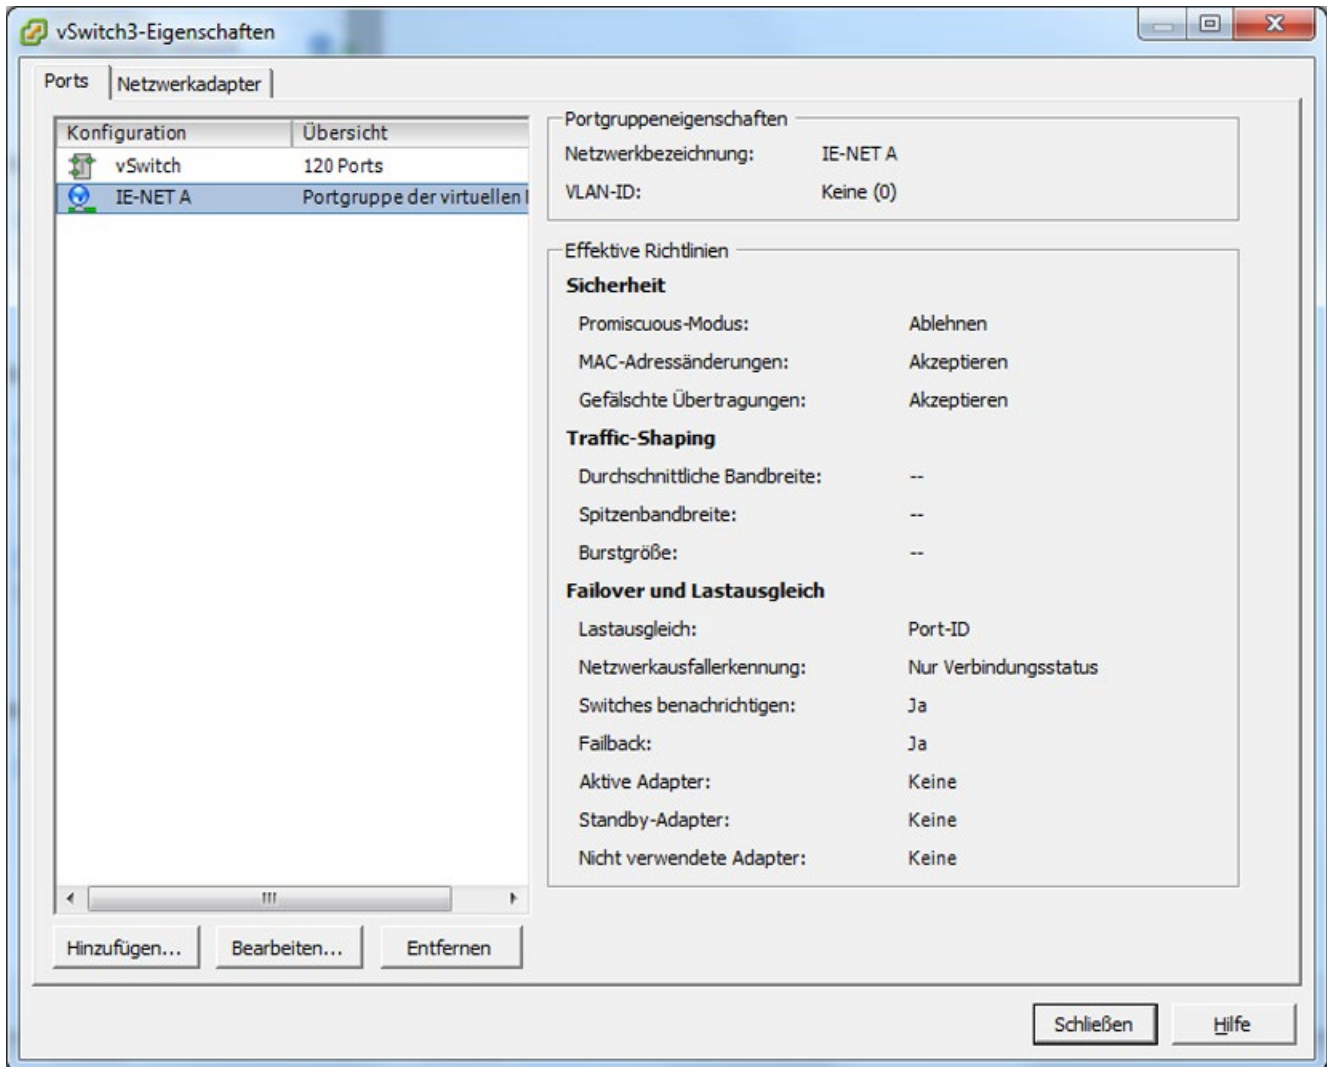 vSwitch3-Eigenschaften
Ports Netzwerkadapter
Konfiguration Übersicht
vSwitch 120 Ports
IE-NET A Portgruppe der virtuellen
Portgruppeneigenschaften
Netzwerkbezeichnung: IE-NET A
VLAN-ID: Keine (0)
Effektive Richtlinien
Sicherheit
Promiscuous-Modus: Ablehnen
MAC-Adressänderungen: Akzeptieren
Gefälschte Übertragungen: Akzeptieren
Traffic-Shaping
Durchschnittliche Bandbreite: --
Spitzenbandbreite: --
Burstgröße: --
Failover und Lastausgleich
Lastausgleich: Port-ID
Netzwerkausfallerkennung: Nur Verbindungsstatus
Switches benachrichtigen: Ja
Failback: Ja
Aktive Adapter: Keine
Standby-Adapter: Keine
Nicht verwendete Adapter: Keine
Hinzufügen... Bearbeiten... Entfernen
Schließen Hilfe